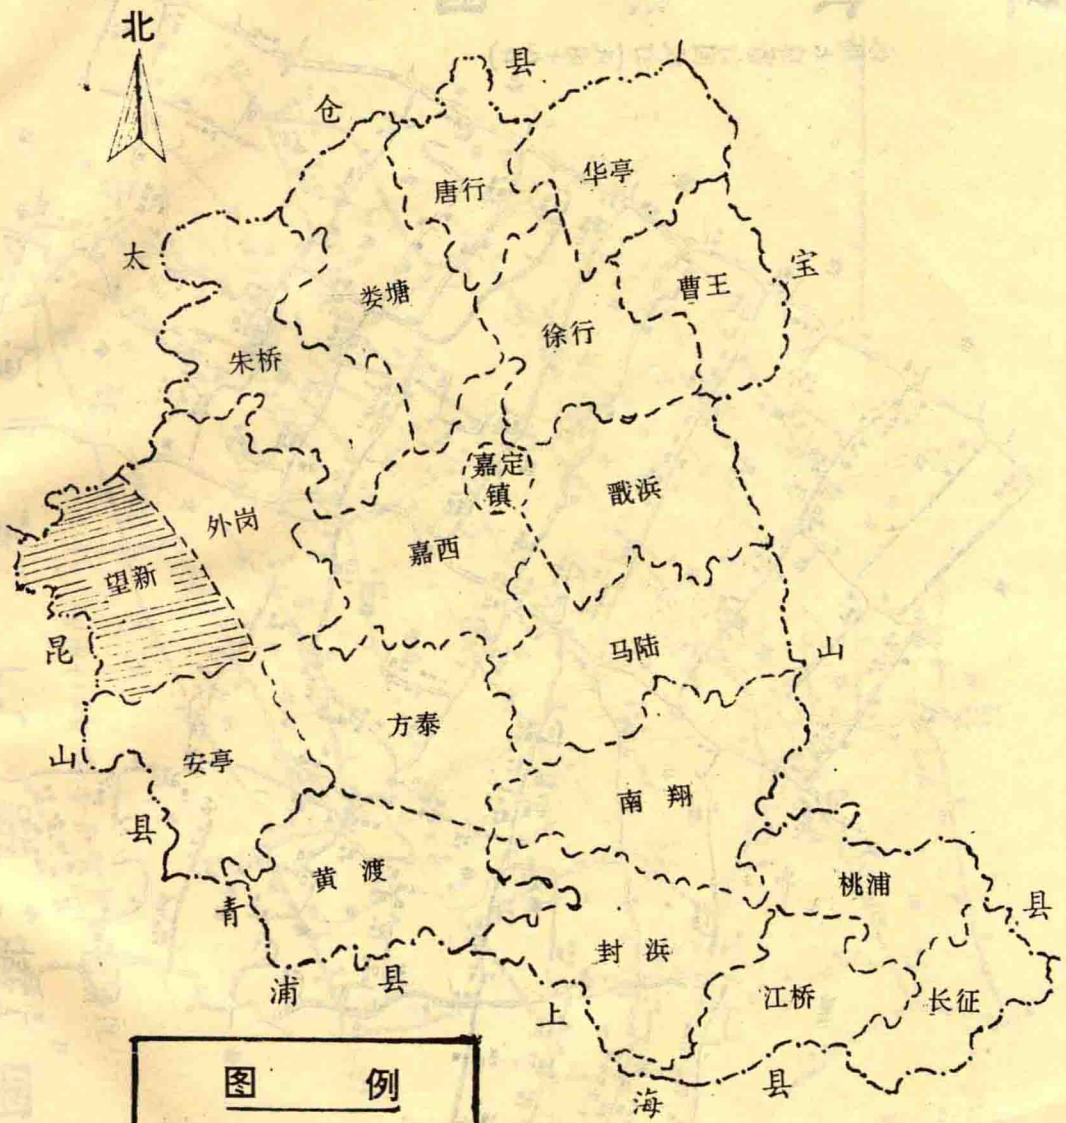 北
县
仓
华亭
唐行
太
宝
曹王
娄塘
徐行
朱桥
嘉定
镇
戬浜
外岗
嘉西
望新
昆
马陆
山
方泰
山
安亭
南翔
县
黄渡
桃浦
青
县
封浜
县
浦
江桥
长征
上
县
海
图例